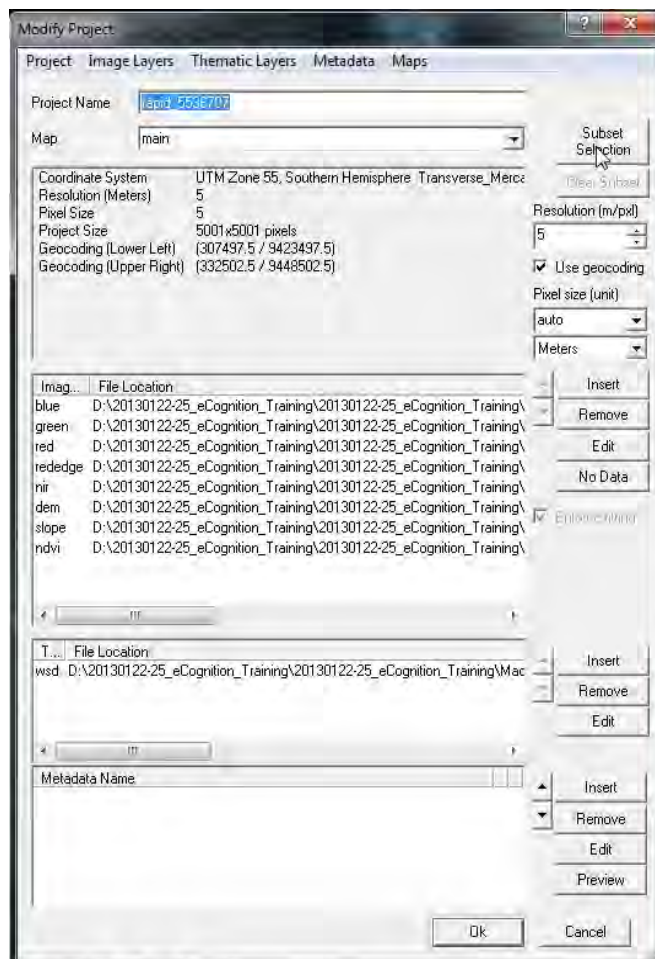 Modify Project
Project Image Layers Thematic Layers Metadata Maps
Project Name rapid_5536707
Map main
Subset Selection
Clear Subset
Coordinate System UTM Zone 55, Southern Hemisphere Transverse_Merca
Resolution (Meters) 5
Pixel Size 5
Project Size 5001x5001 pixels
Geocoding (Lower Left) (307497.5 / 9423497.5)
Geocoding (Upper Right) (332502.5 / 9448502.5)
Resolution (m/pxl)
5
Use geocoding
Pixel size (unit)
auto
Meters
Imag... File Location
blue D:\20130122-25_eCognition_Training\20130122-25_eCognition_Training\
green D:\20130122-25_eCognition_Training\20130122-25_eCognition_Training\
red D:\20130122-25_eCognition_Training\20130122-25_eCognition_Training\
rededge D:\20130122-25_eCognition_Training\20130122-25_eCognition_Training\
nir D:\20130122-25_eCognition_Training\20130122-25_eCognition_Training\
dem D:\20130122-25_eCognition_Training\20130122-25_eCognition_Training\
slope D:\20130122-25_eCognition_Training\20130122-25_eCognition_Training\
ndvi D:\20130122-25_eCognition_Training\20130122-25_eCognition_Training\
Insert
Remove
Edit
No Data
T... File Location
wsd D:\20130122-25_eCognition_Training\20130122-25_eCognition_Training\Mac
Insert
Remove
Edit
Metadata Name
Insert
Remove
Edit
Preview
Ok Cancel